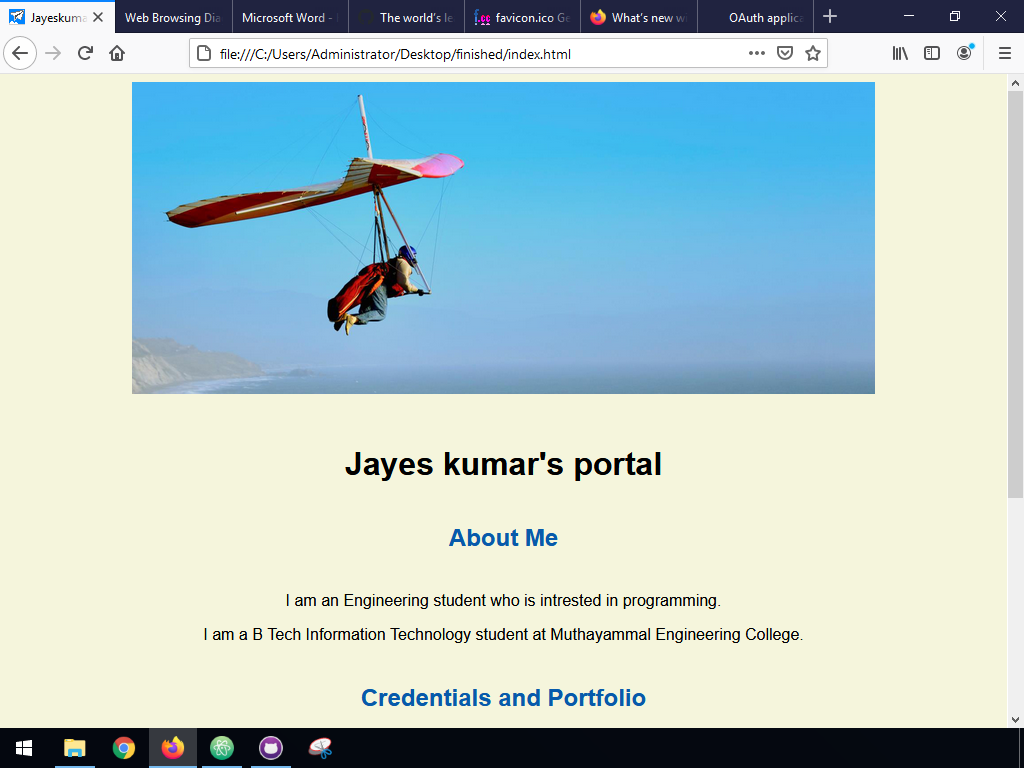 Jayeskuma
Web Browsing Dia
Microsoft Word -
The world's le
favicon.ico Ge
What's new w
OAuth applica
file:///C:/Users/Administrator/Desktop/finished/index.html
Jayes kumar's portal
About Me
I am an Engineering student who is intrested in programming.
I am a B Tech Information Technology student at Muthayammal Engineering College.
Credentials and Portfolio